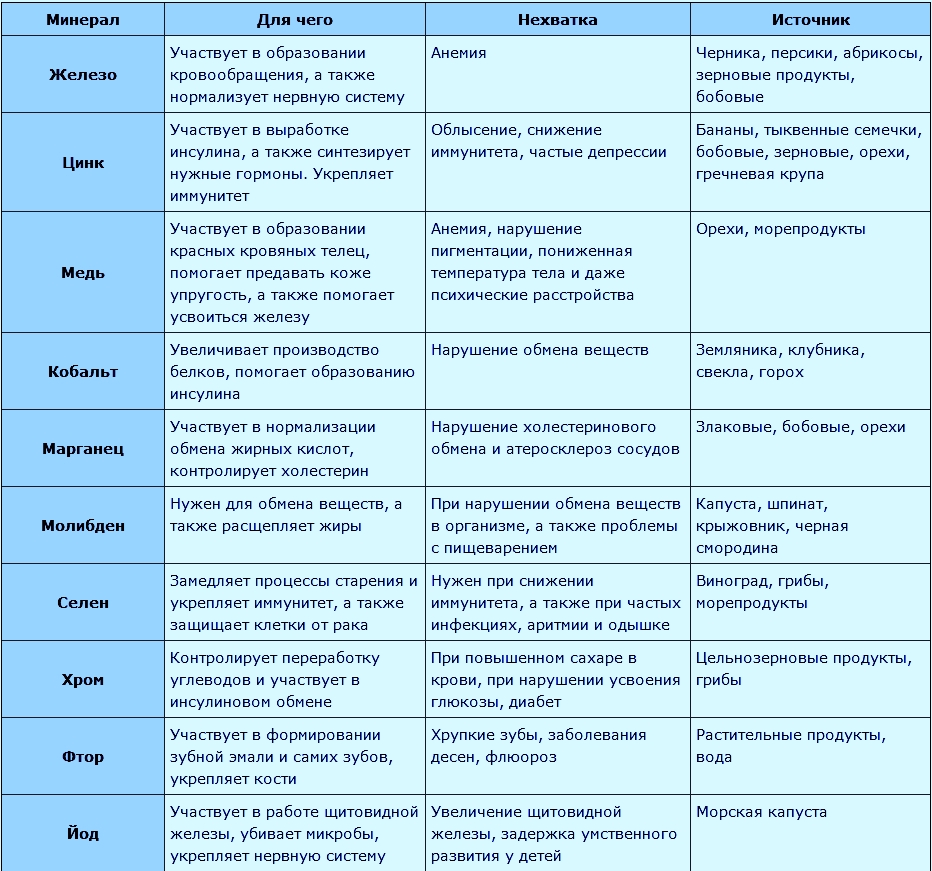 Минерал
Для чего
Нехватка
Источник
Железо
Участвует в образовании
кровообращения, а также
нормализует нервную систему
Анемия
Черника, персики, абрикосы,
зерновые продукты,
бобовые
Цинк
Участвует в выработке
инсулина, а также синтезирует
нужные гормоны. Укрепляет
иммунитет
Облысение, снижение
иммунитета, частые депрессии
Бананы, тыквенные семечки,
бобовые, зерновые, орехи,
гречневая крупа
Медь
Участвует в образовании
красных кровяных телец,
помогает предавать коже
упругость, а также помогает
усвоиться железу
Анемия, нарушение
пигментации, пониженная
температура тела и даже
психические расстройства
Орехи, морепродукты
Кобальт
Увеличивает производство
белков, помогает образованию
инсулина
Нарушение обмена веществ
Земляника, клубника,
свекла, горох
Марганец
Участвует в нормализации
обмена жирных кислот,
контролирует холестерин
Нарушение холестеринового
обмена и атеросклероз сосудов
Злаковые, бобовые, орехи
Молибден
Нужен для обмена веществ, а
также расщепляет жиры
При нарушении обмена веществ
в организме, а также проблемы
с пищеварением
Капуста, шпинат,
крыжовник, черная
смородина
Селен
Замедляет процессы старения и
укрепляет иммунитет, а также
защищает клетки от рака
Нужен при снижении
иммунитета, а также при частых
инфекциях, аритмии и одышке
Виноград, грибы,
морепродукты
Хром
Контролирует переработку
углеводов и участвует в
инсулиновом обмене
При повышенном сахаре в
крови, при нарушении усвоения
глюкозы, диабет
Цельнозерновые продукты,
грибы
Фтор
Участвует в формировании
зубной эмали и самих зубов,
укрепляет кости
Хрупкие зубы, заболевания
десен, флюороз
Растительные продукты,
вода
Йод
Участвует в работе щитовидной
железы, убивает микробы,
укрепляет нервную систему
Увеличение щитовидной
железы, задержка умственного
развития у детей
Морская капуста